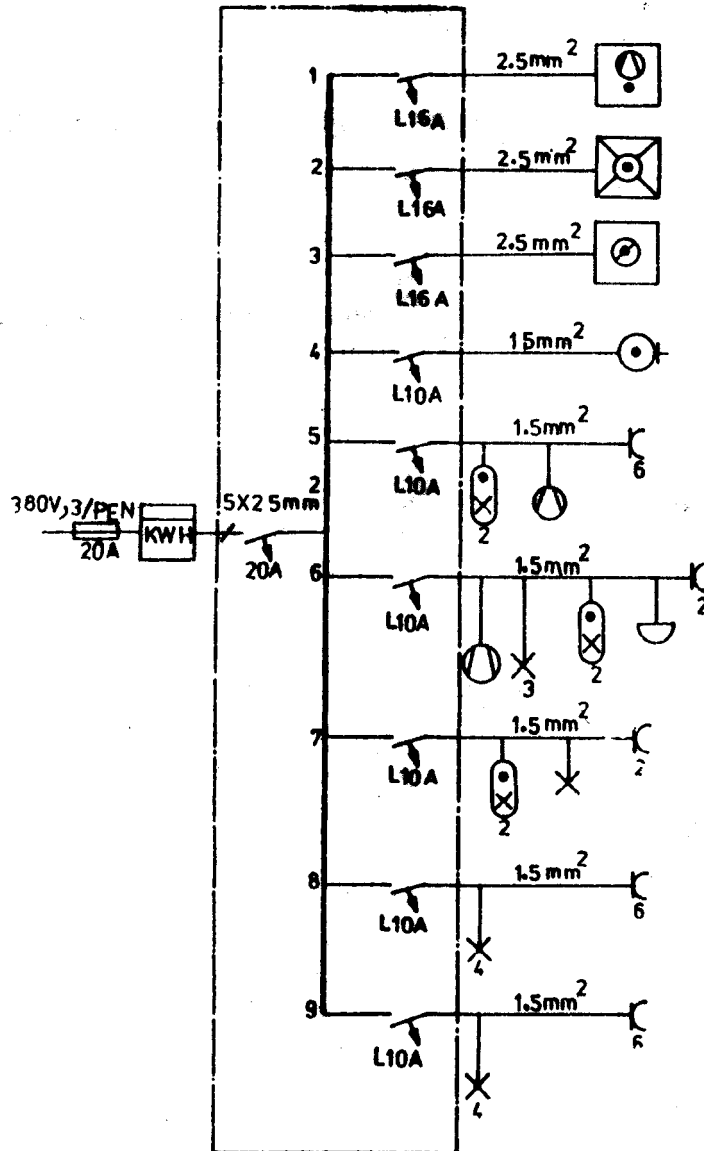 1 2.5mm²
L16A
2 2.5mm²
L16A
3 2.5mm²
L16A
4 15mm²
L10A
5 1.5mm²
L10A 2 6
380V,3/PEN 5X25mm²
20A KWH 20A
6 1.5mm²
L10A 3 2 2
7 1.5mm²
L10A 2 2
8 1.5mm²
L10A 4 6
9 1.5mm²
L10A 4 6